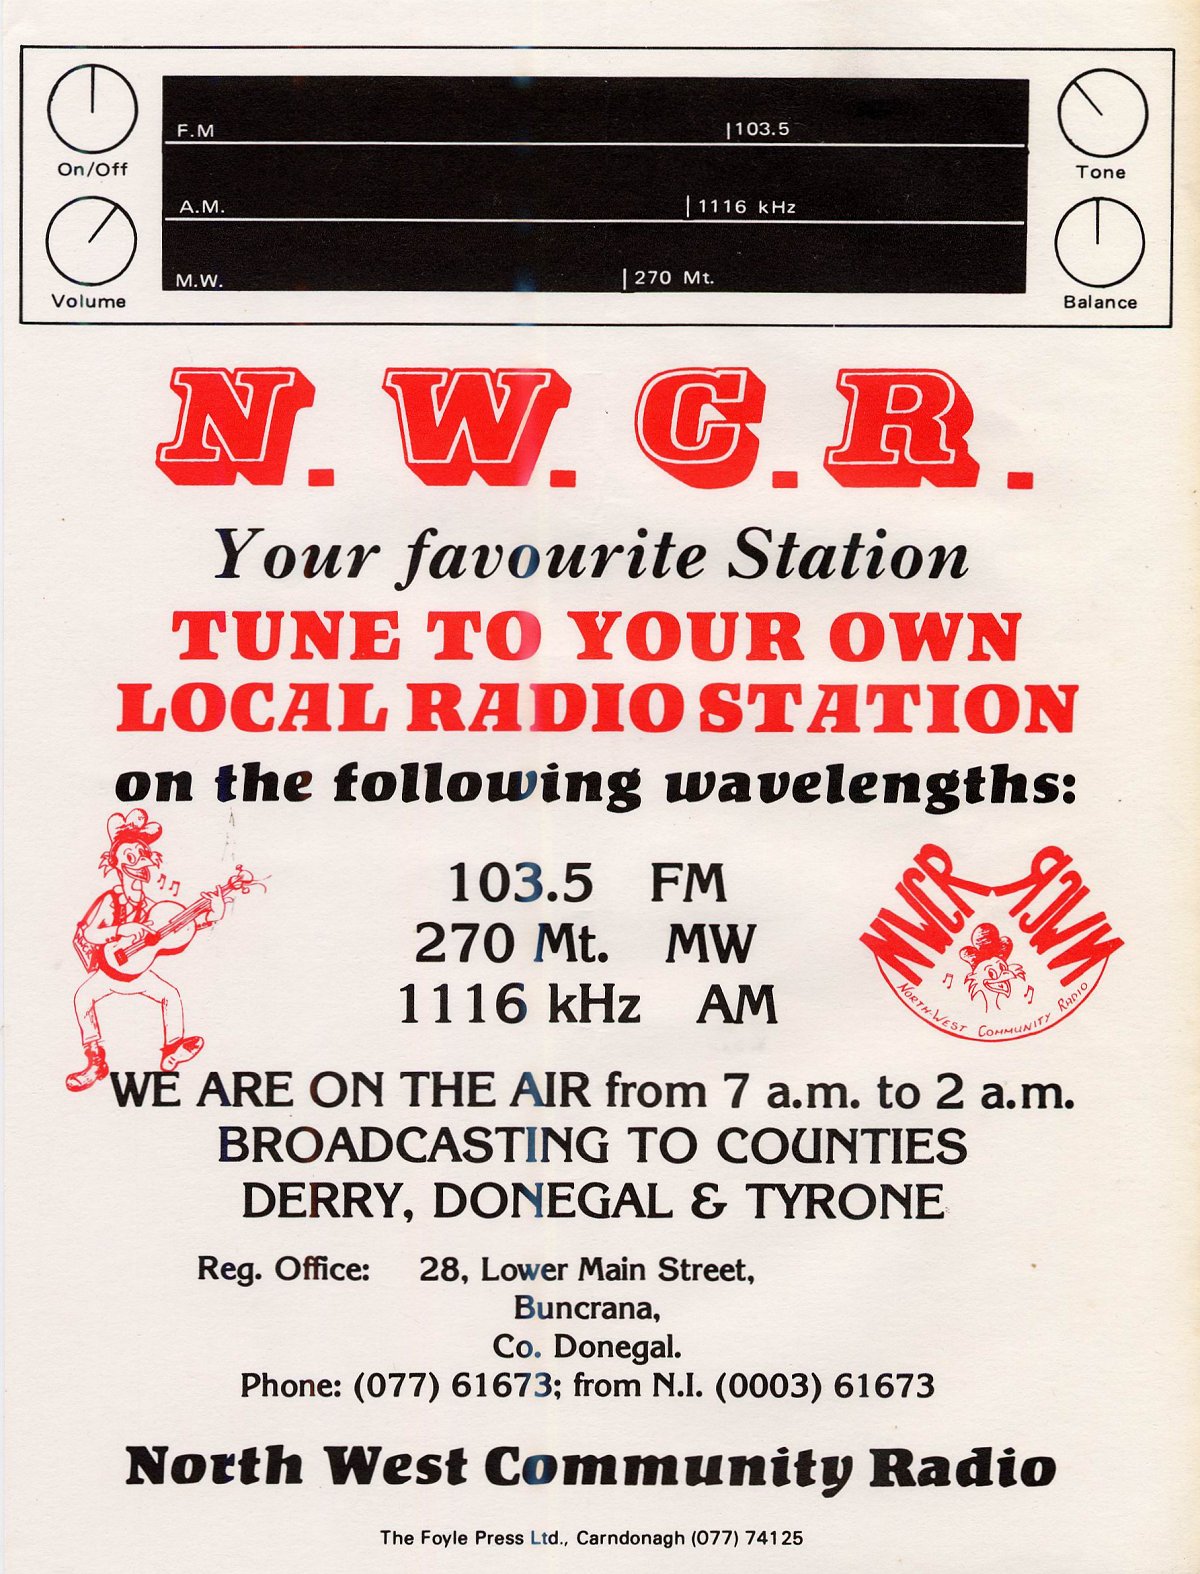 On/Off
Volume
F.M |103.5
A.M. |1116 kHz
M.W. |270 Mt.
Tone
Balance
N.W.C.R.
Your favourite Station
TUNE TO YOUR OWN
LOCAL RADIO STATION
on the following wavelengths:
103.5 FM
270 Mt. MW
1116 kHz AM
NWCR NWCR
NORTH-WEST COMMUNITY RADIO
WE ARE ON THE AIR from 7 a.m. to 2 a.m.
BROADCASTING TO COUNTIES
DERRY, DONEGAL & TYRONE
Reg. Office: 28, Lower Main Street,
Buncrana,
Co. Donegal.
Phone: (077) 61673; from N.I. (0003) 61673
North West Community Radio
The Foyle Press Ltd., Carndonagh (077) 74125